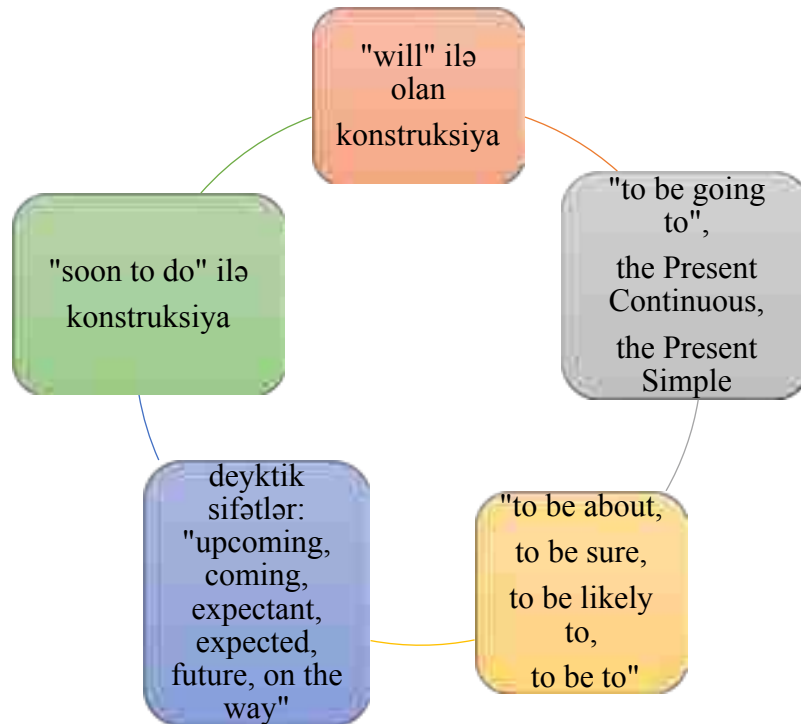 "will" ilə
olan
konstruksiya
"to be going
to",
the Present
Continuous,
the Present
Simple
"to be about,
to be sure,
to be likely
to,
to be to"
deyktik
sifətlər:
"upcoming,
coming,
expectant,
expected,
future, on the
way"
"soon to do" ilə
konstruksiya